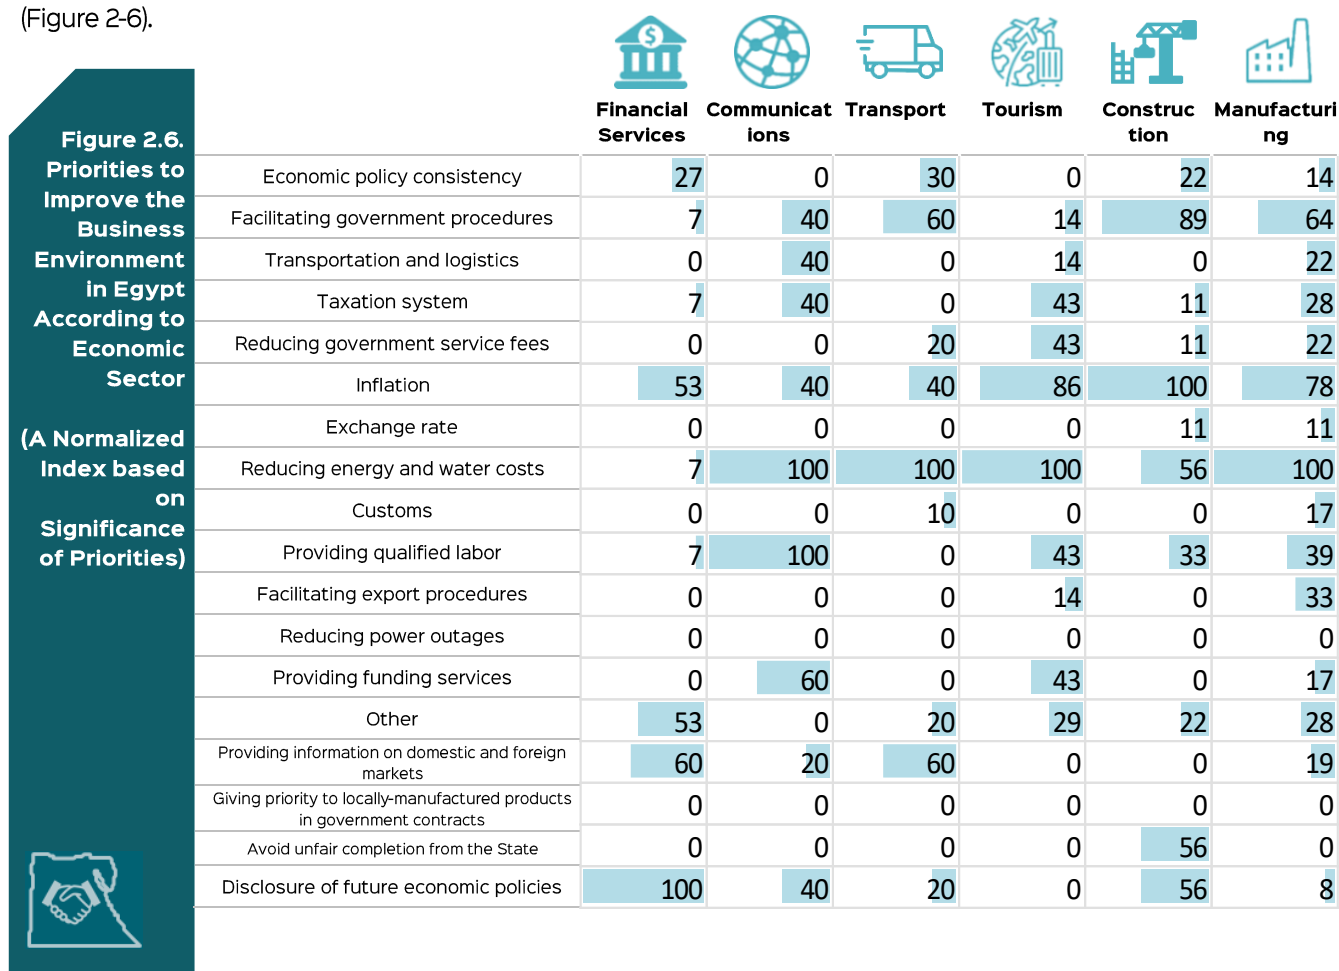 (Figure 2-6).
$
Financial Communicat Transport Tourism Construc Manufacturi
Services ions tion ng
Figure 2.6.
Priorities to
Improve the
Business
Environment
in Egypt
According to
Economic
Sector
(A Normalized
Index based
on
Significance
of Priorities)
Economic policy consistency 27 0 30 0 22 14
Facilitating government procedures 7 40 60 14 89 64
Transportation and logistics 0 40 0 14 0 22
Taxation system 7 40 0 43 11 28
Reducing government service fees 0 0 20 43 11 22
Inflation 53 40 40 86 100 78
Exchange rate 0 0 0 0 11 11
Reducing energy and water costs 7 100 100 100 56 100
Customs 0 0 10 0 0 17
Providing qualified labor 7 100 0 43 33 39
Facilitating export procedures 0 0 0 14 0 33
Reducing power outages 0 0 0 0 0 0
Providing funding services 0 60 0 43 0 17
Other 53 0 20 29 22 28
Providing information on domestic and foreign
markets 60 20 60 0 0 19
Giving priority to locally-manufactured products
in government contracts 0 0 0 0 0 0
Avoid unfair completion from the State 0 0 0 0 56 0
Disclosure of future economic policies 100 40 20 0 56 8